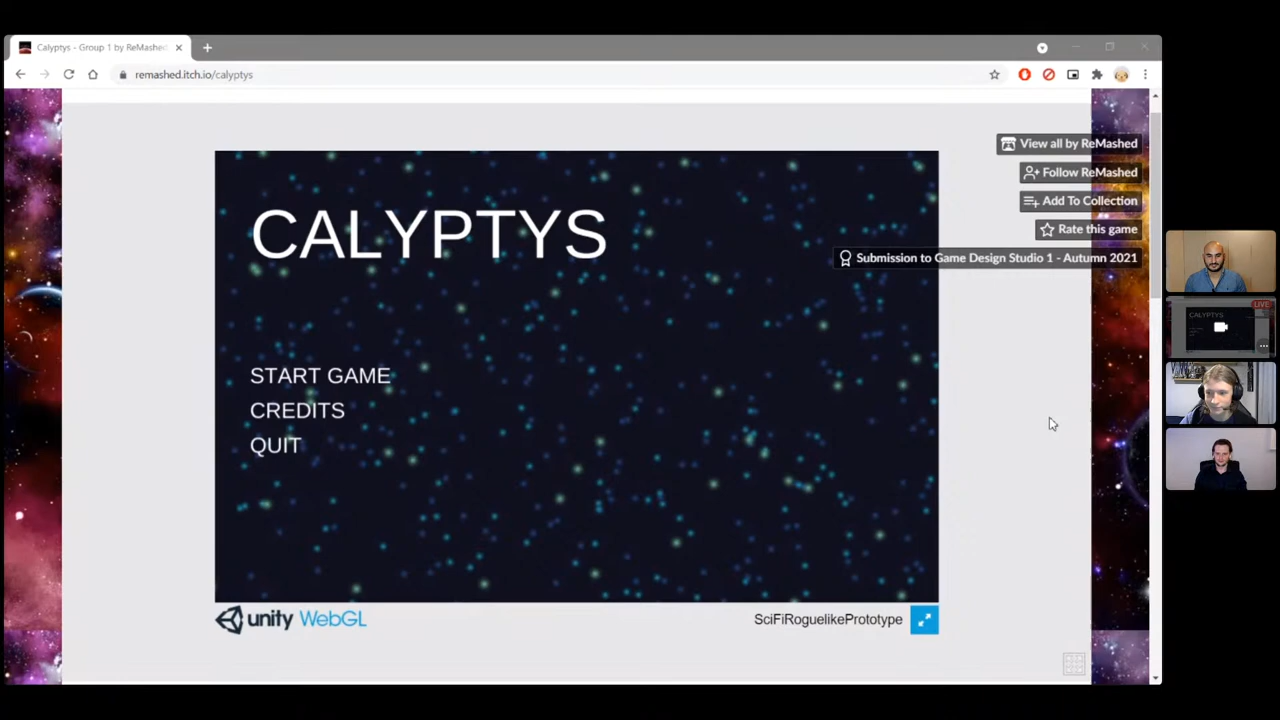 Calyptys - Group 1 by ReMashed
remashed.itch.io/calyptys
View all by ReMashed
Follow ReMashed
Add To Collection
Rate this game
Submission to Game Design Studio 1 - Autumn 2021
CALYPTYS
START GAME
CREDITS
QUIT
unity WebGL
SciFiRoguelikePrototype
LIVE
CALYPTYS